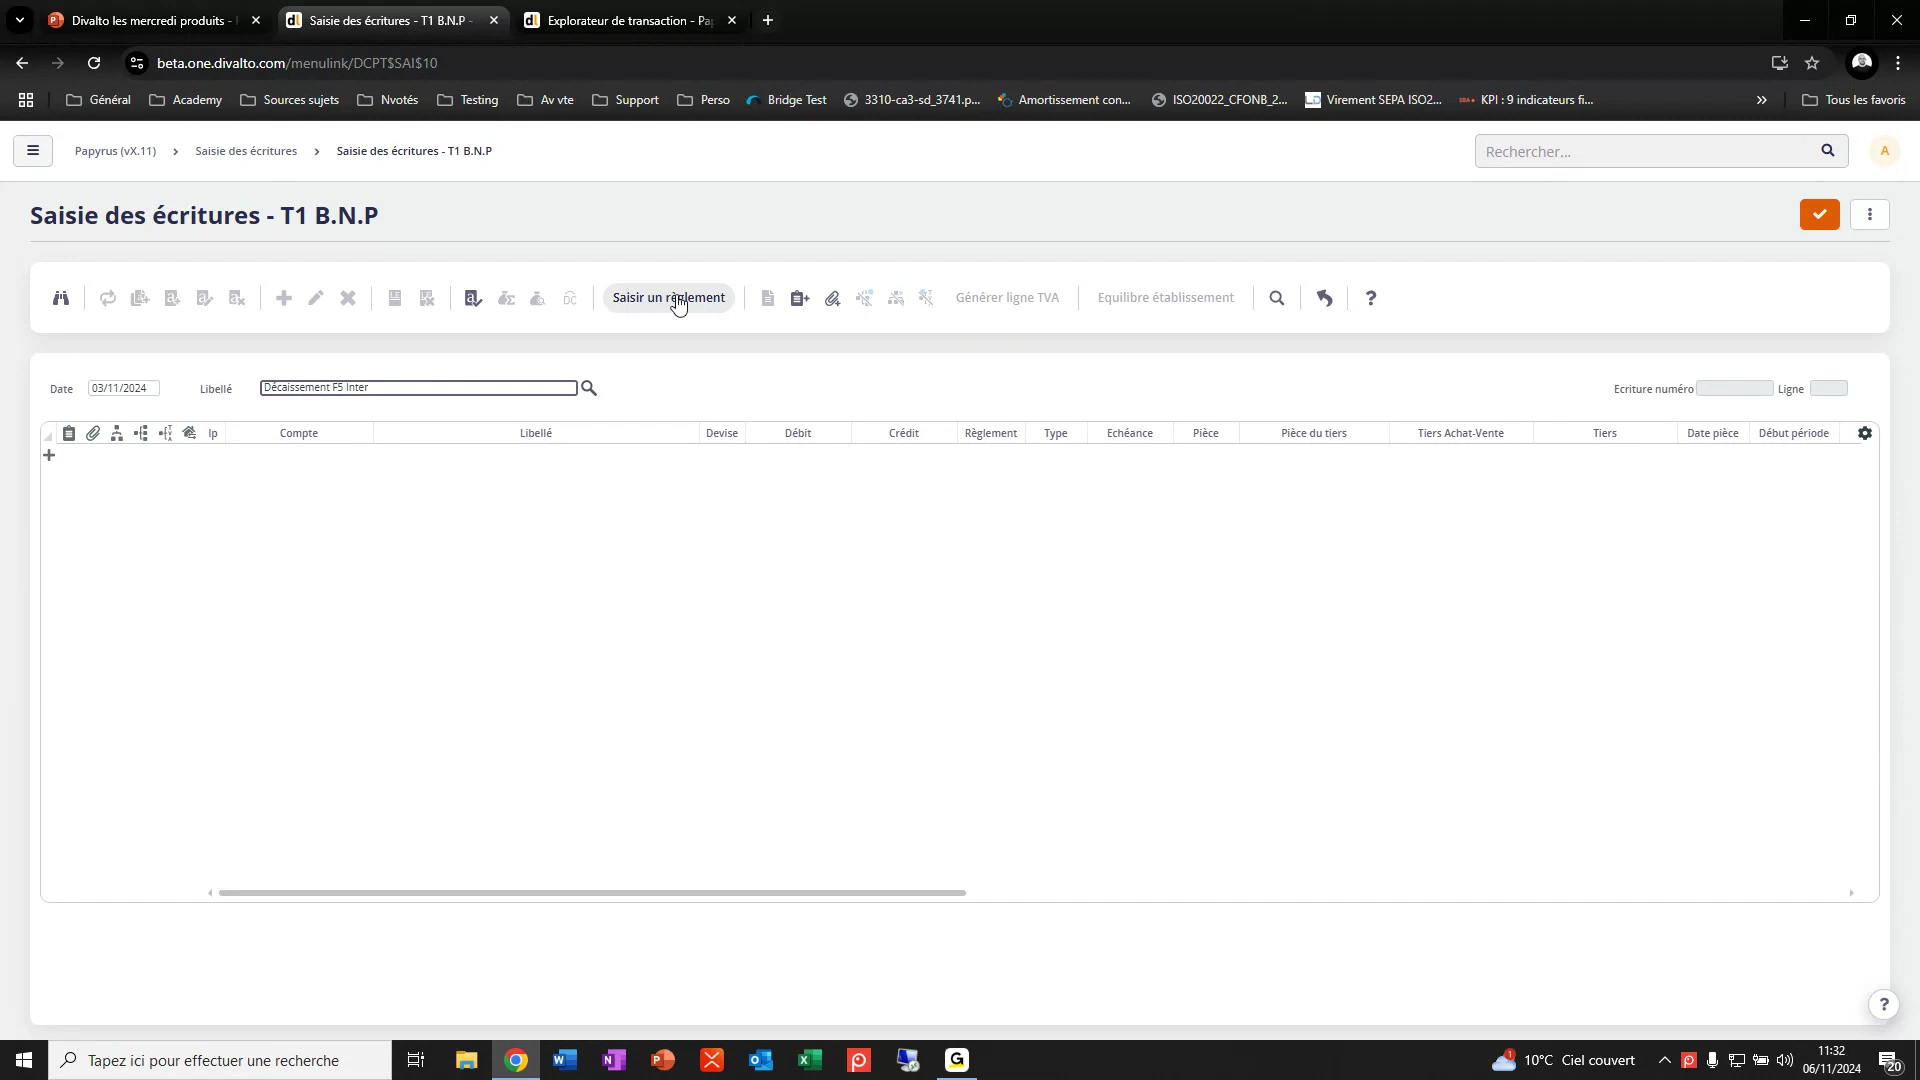 Divalto les mercredi produits -
Saisie des écritures - T1 B.N.P -
Explorateur de transaction - Pa
beta.one.divalto.com/menulink/DCPT$SAI$10
Général
Academy
Sources sujets
Nvotés
Testing
Av vte
Support
Perso
Bridge Test
3310-ca3-sd_3741.p...
Amortissement con...
ISO20022_CFONB_2...
Virement SEPA ISO2...
KPI : 9 indicateurs fi...
Tous les favoris
Papyrus (vX.11)
Saisie des écritures
Saisie des écritures - T1 B.N.P
Rechercher...
A
Saisie des écritures - T1 B.N.P
Saisir un règlement
Générer ligne TVA
Equilibre établissement
Date 03/11/2024 Libellé Décaissement F5 Inter
Ecriture numéro Ligne
Ip Compte Libellé Devise Débit Crédit Règlement Type Echéance Pièce Pièce du tiers Tiers Achat-Vente Tiers Date pièce Début période
?
Tapez ici pour effectuer une recherche
1
10°C Ciel couvert
11:32
06/11/2024
20